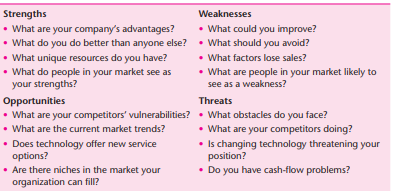 Strengths
• What are your company's advantages?
• What do you do better than anyone else?
• What unique resources do you have?
• What do people in your market see as
your strengths?
Weaknesses
• What could you improve?
• What should you avoid?
• What factors lose sales?
• What are people in your market likely to
see as a weakness?
Opportunities
• What are your competitors' vulnerabilities?
• What are the current market trends?
• Does technology offer new service
options?
• Are there niches in the market your
organization can fill?
Threats
• What obstacles do you face?
• What are your competitors doing?
• Is changing technology threatening your
position?
• Do you have cash-flow problems?